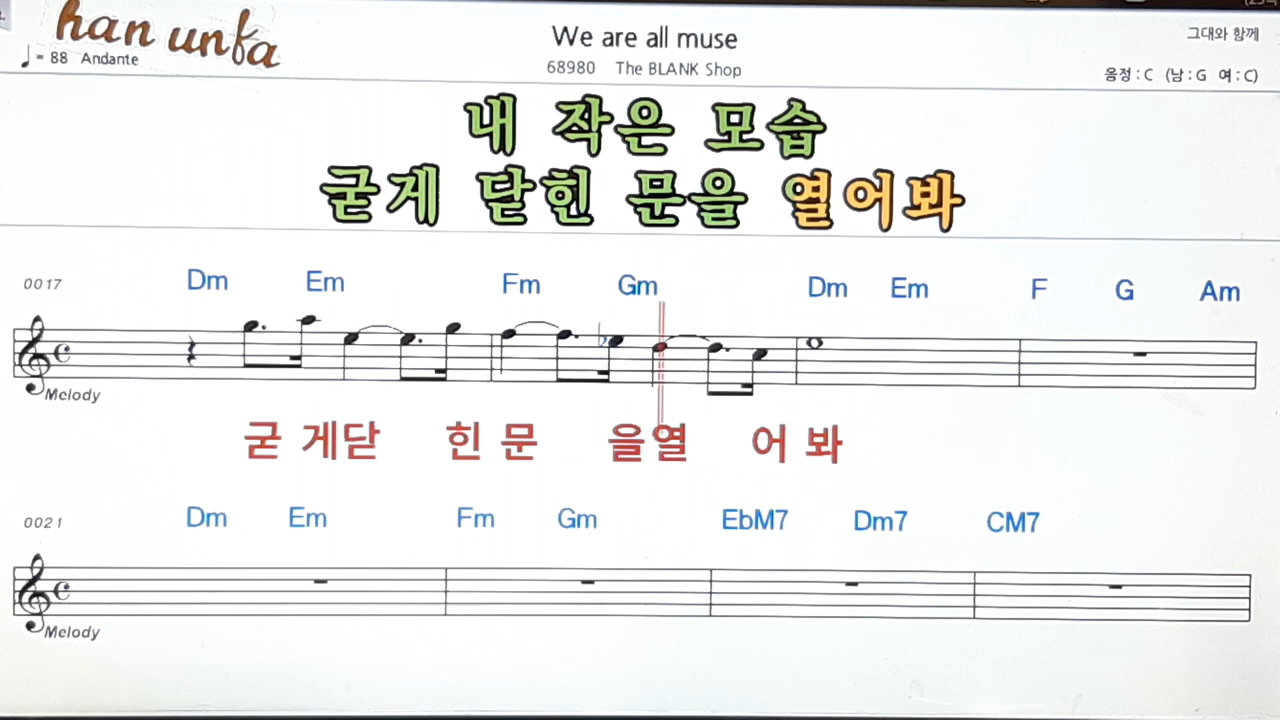 han unfa
We are all muse
그대와 함께
♩= 88 Andante
68980 The BLANK Shop
음정 : C (남 : G 여 : C)
내 작은 모습
굳게 닫힌 문을 열어봐
0017
Dm Em Fm Gm Dm Em F G Am
Melody
굳 게닫 힌 문 을열 어 봐
0021
Dm Em Fm Gm EbM7 Dm7 CM7
Melody